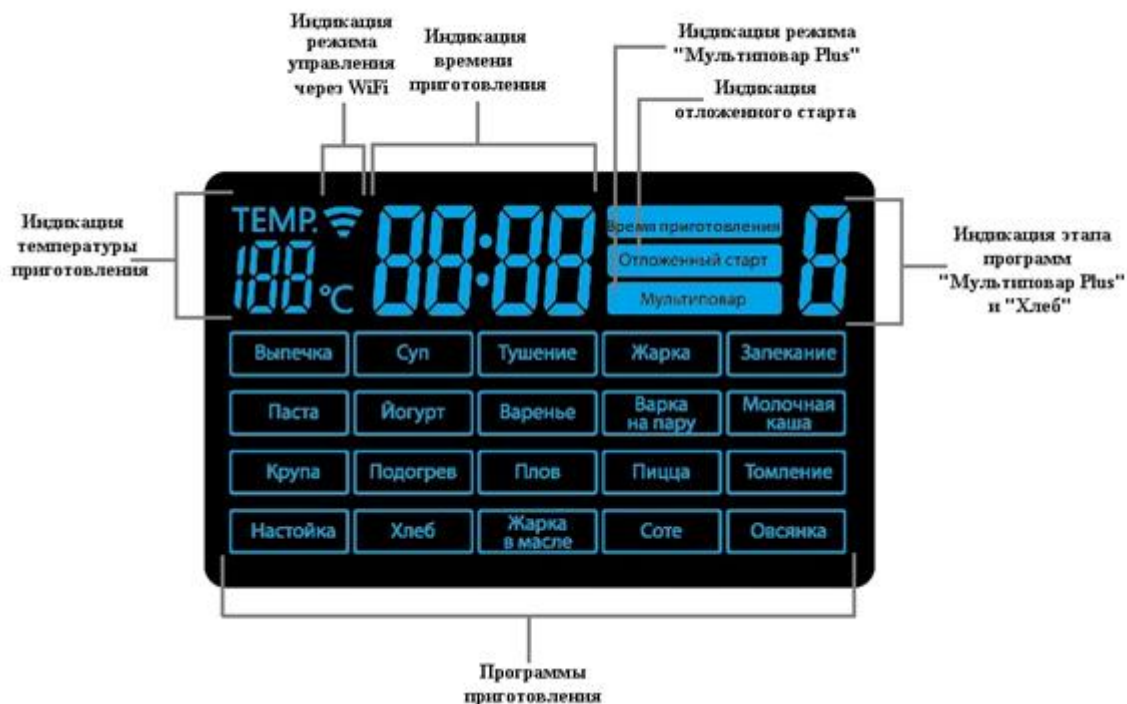 Индикация
режима
управления
через WiFi
Индикация
времени
приготовления
Индикация режима
"Мультиповар Plus"
Индикация
отложенного старта
Индикация
температуры
приготовления
TEMP.
188 °C
88:88
Время приготовления
Отложенный старт
Мультиповар
8
Индикация этапа
программ
"Мультиповар Plus"
и "Хлеб"
Выпечка Суп Тушение Жарка Запекание
Паста Йогурт Варенье Варка на пару Молочная каша
Крупа Подогрев Плов Пицца Томление
Настойка Хлеб Жарка в масле Соте Овсянка
Программы
приготовления